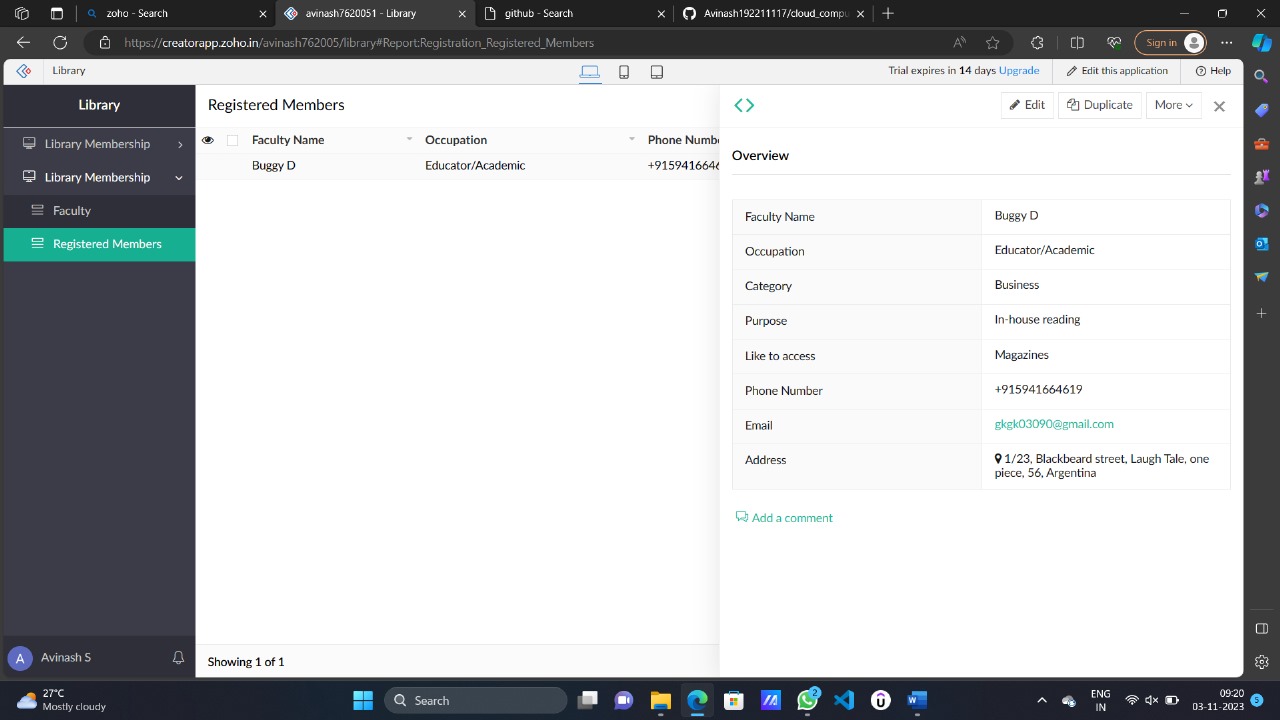 zoho - Search
avinash7620051 - Library
github - Search
Avinash192211117/cloud_compu
https://creatorapp.zoho.in/avinash762005/library#Report:Registration_Registered_Members
Sign in
Library
Trial expires in 14 days Upgrade
Edit this application
Help
Library
Registered Members
Edit
Duplicate
More
Library Membership
Library Membership
Faculty
Registered Members
Faculty Name
Occupation
Phone Numbe
Buggy D
Educator/Academic
+9159416646
Overview
Faculty Name
Buggy D
Occupation
Educator/Academic
Category
Business
Purpose
In-house reading
Like to access
Magazines
Phone Number
+915941664619
Email
gkgk03090@gmail.com
Address
1/23, Blackbeard street, Laugh Tale, one
piece, 56, Argentina
Add a comment
A
Avinash S
Showing 1 of 1
27°C
Mostly cloudy
Search
2
ENG
IN
09:20
03-11-2023
5